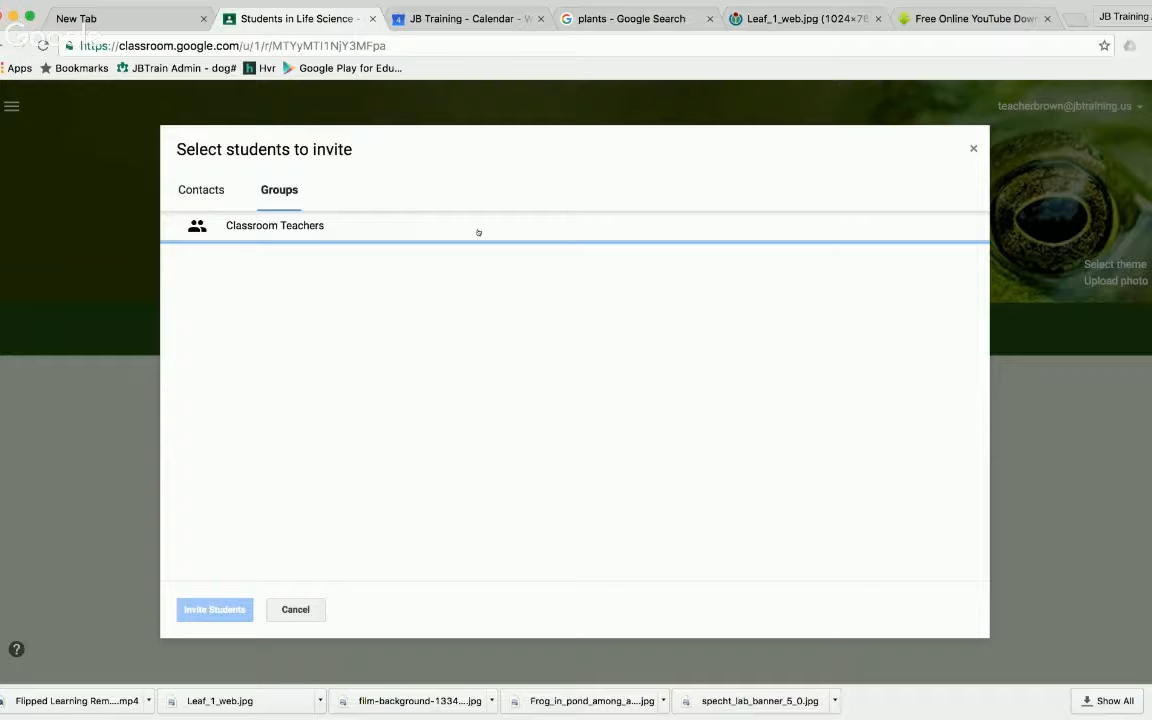 New Tab
Students in Life Science -
JB Training - Calendar - W
plants - Google Search
Leaf_1_web.jpg (1024×76
Free Online YouTube Dow
JB Training
Google
https://classroom.google.com/u/1/r/MTYyMTI1NjY3MFpa
Apps
Bookmarks
JBTrain Admin - dog#
Hvr
Google Play for Edu...
teacherbrown@jbtraining.us
Select students to invite
Contacts
Groups
Classroom Teachers
Select theme
Upload photo
Invite Students
Cancel
Flipped Learning Rem....mp4
Leaf_1_web.jpg
film-background-1334....jpg
Frog_in_pond_among_a....jpg
specht_lab_banner_5_0.jpg
Show All